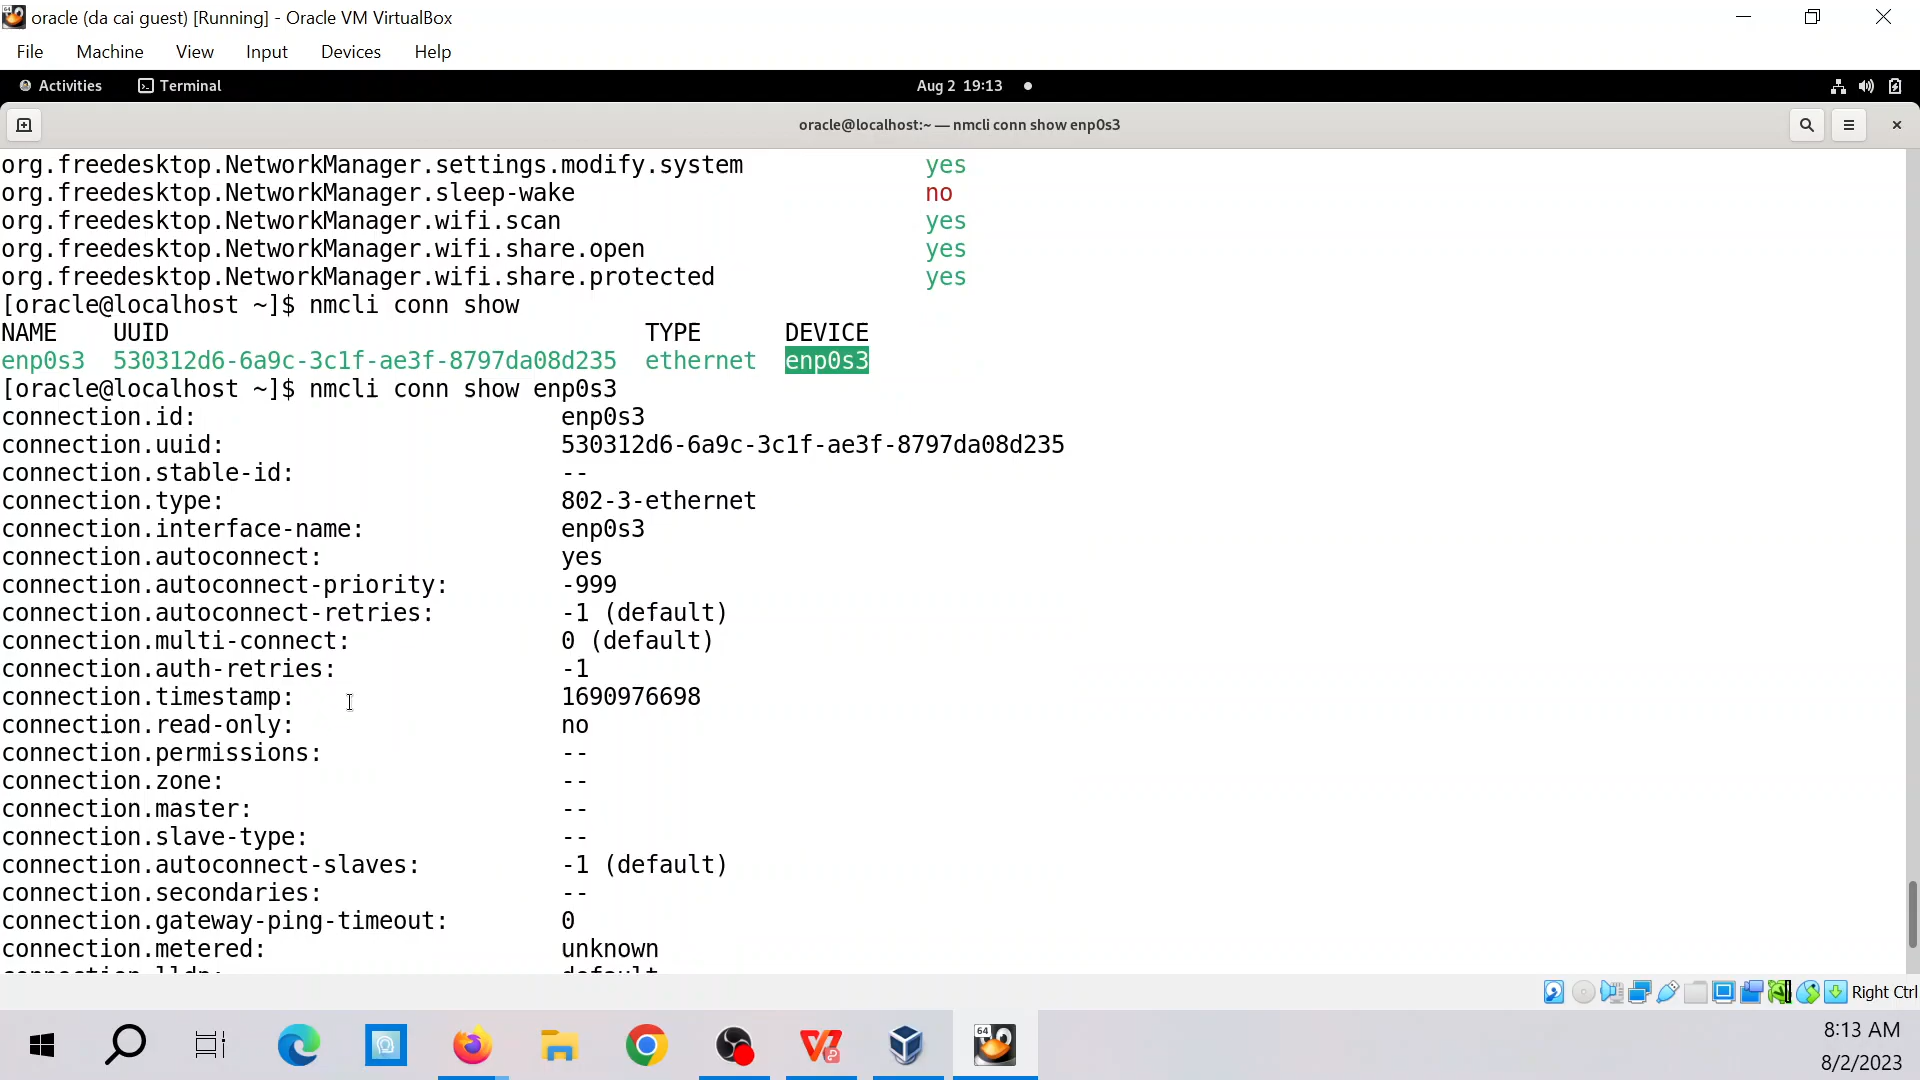 oracle (da cai guest) [Running] - Oracle VM VirtualBox
File Machine View Input Devices Help
Activities Terminal Aug 2 19:13
oracle@localhost:~ — nmcli conn show enp0s3
org.freedesktop.NetworkManager.settings.modify.system yes
org.freedesktop.NetworkManager.sleep-wake no
org.freedesktop.NetworkManager.wifi.scan yes
org.freedesktop.NetworkManager.wifi.share.open yes
org.freedesktop.NetworkManager.wifi.share.protected yes
[oracle@localhost ~]$ nmcli conn show
NAME UUID TYPE DEVICE
enp0s3 530312d6-6a9c-3c1f-ae3f-8797da08d235 ethernet enp0s3
[oracle@localhost ~]$ nmcli conn show enp0s3
connection.id: enp0s3
connection.uuid: 530312d6-6a9c-3c1f-ae3f-8797da08d235
connection.stable-id: --
connection.type: 802-3-ethernet
connection.interface-name: enp0s3
connection.autoconnect: yes
connection.autoconnect-priority: -999
connection.autoconnect-retries: -1 (default)
connection.multi-connect: 0 (default)
connection.auth-retries: -1
connection.timestamp: 1690976698
connection.read-only: no
connection.permissions: --
connection.zone: --
connection.master: --
connection.slave-type: --
connection.autoconnect-slaves: -1 (default)
connection.secondaries: --
connection.gateway-ping-timeout: 0
connection.metered: unknown
connection.lldp: default
Right Ctrl
64
8:13 AM
8/2/2023